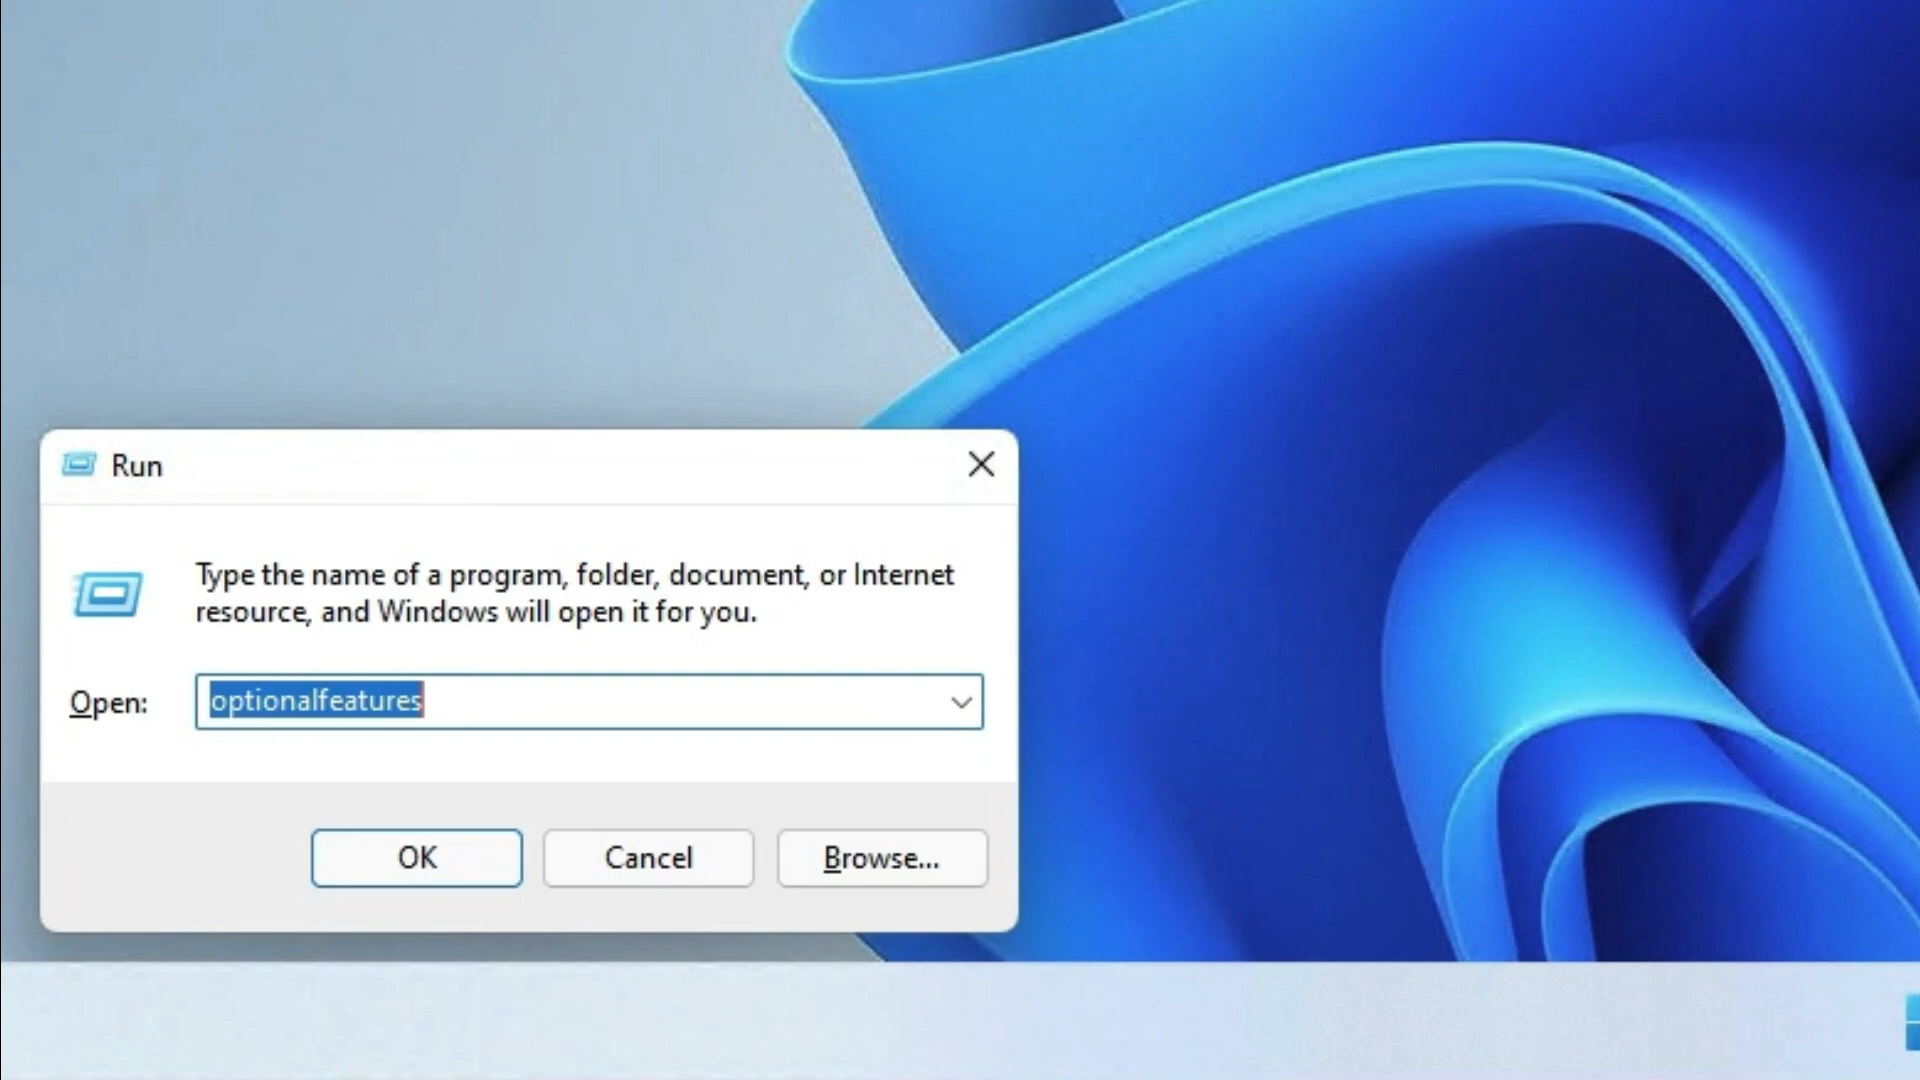 Run
Type the name of a program, folder, document, or Internet
resource, and Windows will open it for you.
Open:
optionalfeatures
OK
Cancel
Browse...